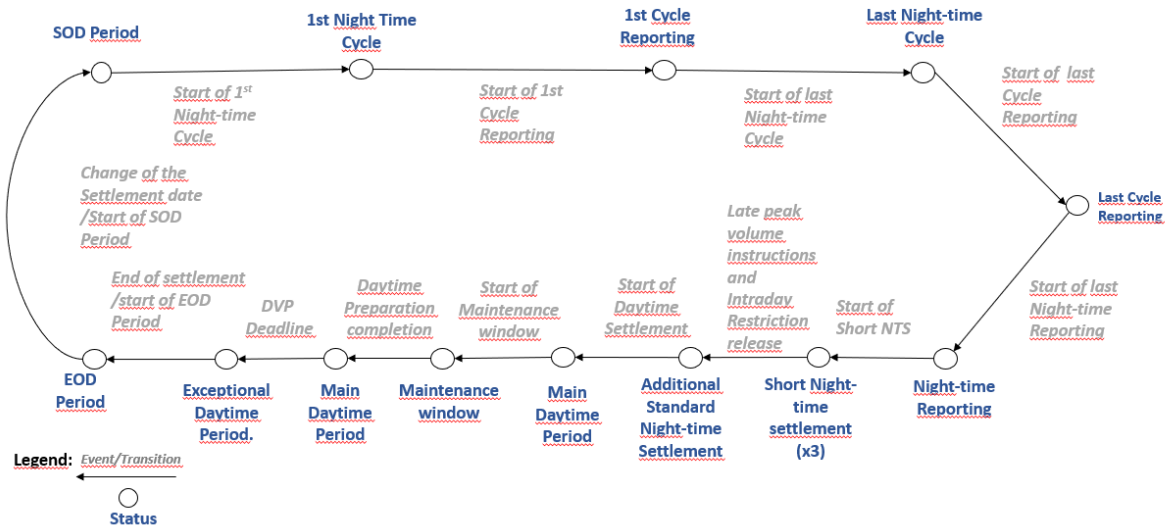 SOD Period
1st Night Time
Cycle
1st Cycle
Reporting
Last Night-time
Cycle
Start of 1st
Night-time
Cycle
Start of 1st
Cycle
Reporting
Start of last
Night-time
Cycle
Start of last
Cycle
Reporting
Change of the
Settlement date
/Start of SOD
Period
Last Cycle
Reporting
End of settlement
/start of EOD
Period
DVP
Deadline
Daytime
Preparation
completion
Start of
Maintenance
window
Start of
Daytime
Settlement
Late peak
volume
instructions
and
Intraday
Restriction
release
Start of
Short NTS
Start of last
Night-time
Reporting
EOD
Period
Exceptional
Daytime
Period.
Main
Daytime
Period
Maintenance
window
Main
Daytime
Period
Additional
Standard
Night-time
Settlement
Short Night-
time
settlement
(x3)
Night-time
Reporting
Legend: Event/Transition
Status